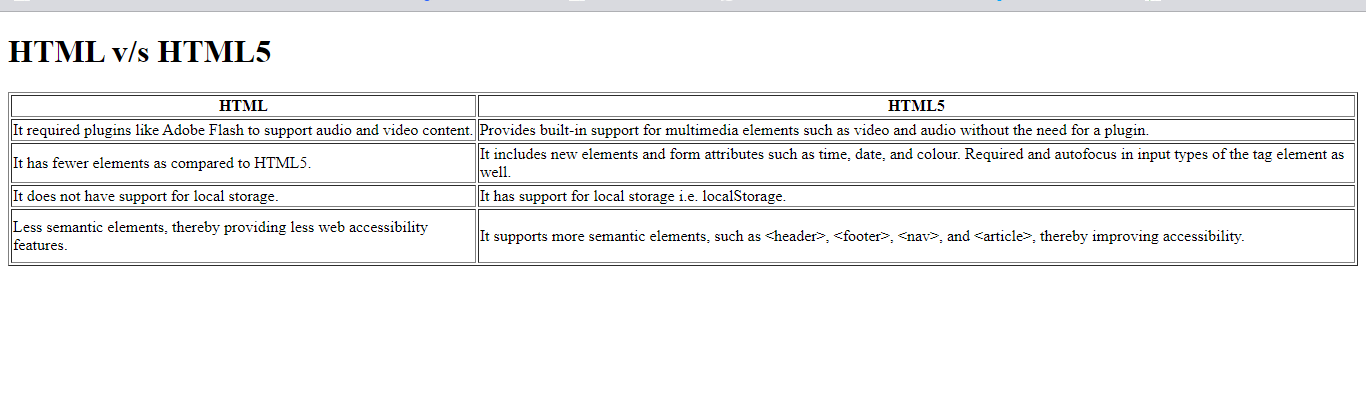 HTML v/s HTML5
HTML
HTML5
It required plugins like Adobe Flash to support audio and video content.
Provides built-in support for multimedia elements such as video and audio without the need for a plugin.
It has fewer elements as compared to HTML5.
It includes new elements and form attributes such as time, date, and colour. Required and autofocus in input types of the tag element as
well.
It does not have support for local storage.
It has support for local storage i.e. localStorage.
Less semantic elements, thereby providing less web accessibility
features.
It supports more semantic elements, such as <header>, <footer>, <nav>, and <article>, thereby improving accessibility.